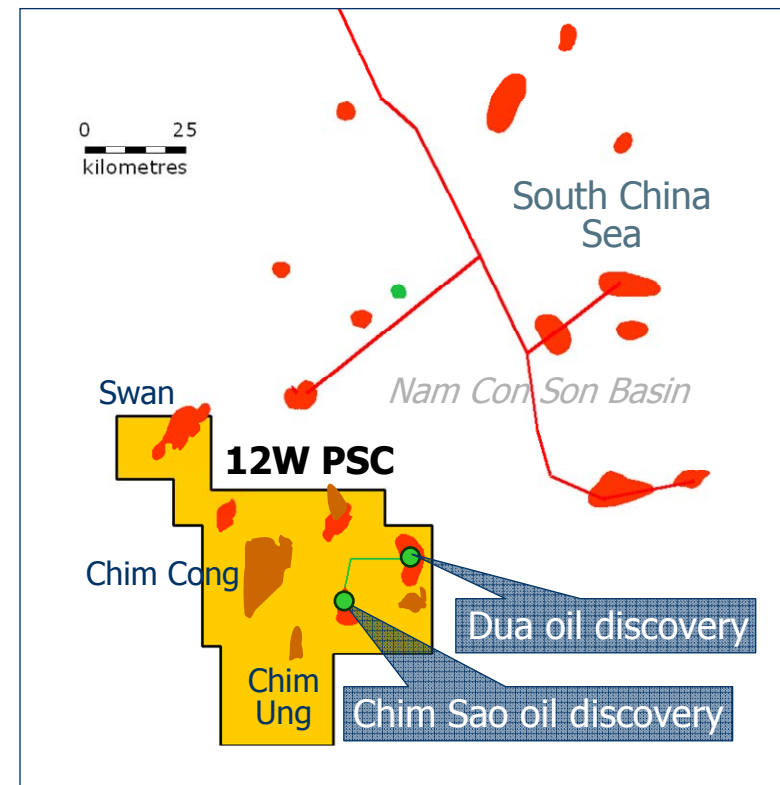 0 25
kilometres
South China
Sea
Nam Con Son Basin
Swan
12W PSC
Chim Cong
Dua oil discovery
Chim
Ung
Chim Sao oil discovery